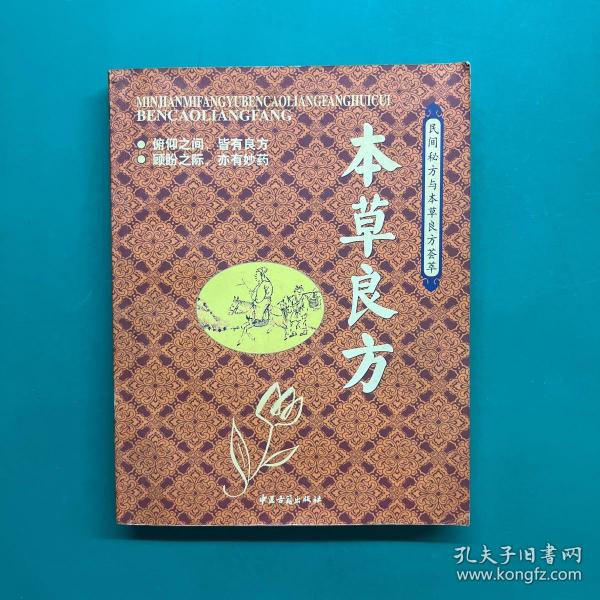 MINJIANMIFANGYUBENCAOLIANGFANGHUICUI
BENCAOLIANGFANG
俯仰之间 皆有良方
顾盼之际 亦有妙药
民间秘方与本草良方荟萃
本草良方
中医古籍出版社
孔夫子旧书网
www.kongfz.com